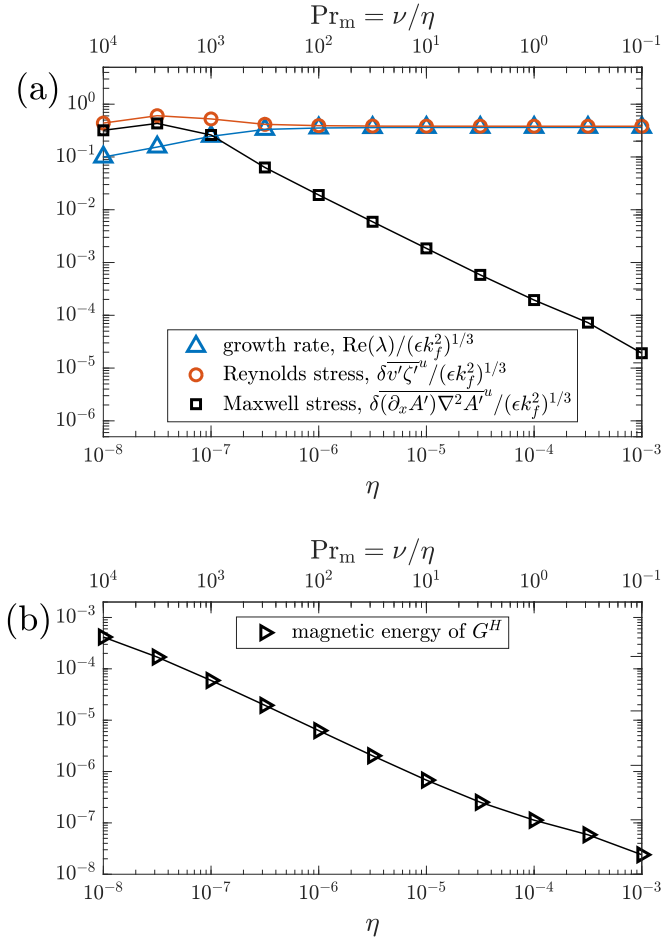 Pr_m = ν/η
10^4 10^3 10^2 10^1 10^0 10^-1
(a)
10^0
10^-1
10^-2
10^-3
10^-4
10^-5
10^-6
growth rate, Re(λ)/(ϵk_f^2)^1/3
Reynolds stress, δ\overline{v′ζ′}^u/(ϵk_f^2)^1/3
Maxwell stress, δ\overline{(∂_x A′)∇^2 A′}^u/(ϵk_f^2)^1/3
10^-8 10^-7 10^-6 10^-5 10^-4 10^-3
η
Pr_m = ν/η
10^4 10^3 10^2 10^1 10^0 10^-1
(b)
10^-3
magnetic energy of G^H
10^-4
10^-5
10^-6
10^-7
10^-8
10^-8 10^-7 10^-6 10^-5 10^-4 10^-3
η